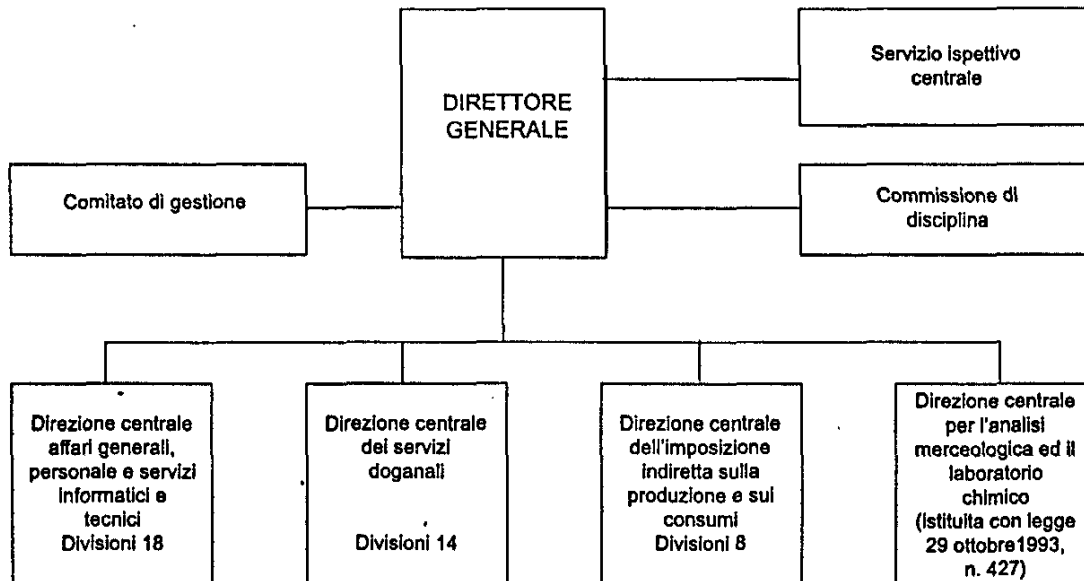 DIRETTORE
GENERALE
Servizio ispettivo
centrale
Comitato di gestione
Commissione di
disciplina
Direzione centrale
affari generali,
personale e servizi
informatici e
tecnici
Divisioni 18
Direzione centrale
dei servizi
doganali
Divisioni 14
Direzione centrale
dell'imposizione
indiretta sulla
produzione e sui
consumi
Divisioni 8
Direzione centrale
per l'analisi
merceologica ed il
laboratorio
chimico
(istituita con legge
29 ottobre1993,
n. 427)